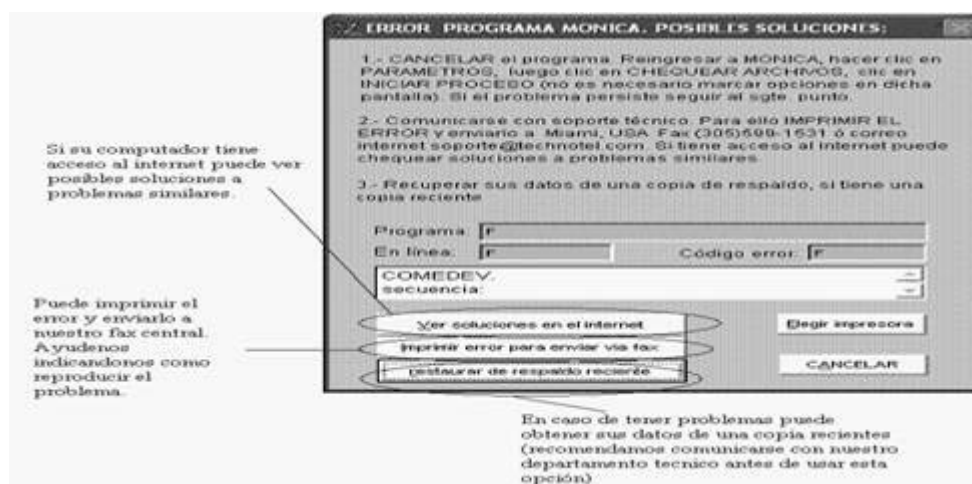 ERROR PROGRAMA MONICA. POSIBLES SOLUCIONES:
1.- CANCELAR el programa. Reingresar a MONICA, hacer clic en
PARAMETROS, luego clic en CHEQUEAR ARCHIVOS, clic en
INICIAR PROCESO (no es necesario marcar opciones en dicha
pantalla). Si el problema persiste seguir al sgte. punto.
2.- Comunicarse con soporte técnico. Para ello IMPRIMIR EL
ERROR y enviarlo a Miami, USA Fax (305)599-1531 ó correo
internet soporte@technotel.com. Si tiene acceso al internet puede
chequear soluciones a problemas similares.
3.- Recuperar sus datos de una copia de respaldo, si tiene una
copia reciente
Programa: F
En línea: F
Código error: F
COMEDEV.
secuencia:
Ver soluciones en el internet
Elegir impresora
Imprimir error para enviar via fax
restaurar de respaldo reciente
CANCELAR
Si su computador tiene
acceso al internet puede ver
posibles soluciones a
problemas similares.
Puede imprimir el
error y enviarlo a
nuestro fax central.
Ayudenos
indicandonos como
reproducir el
problema.
En caso de tener problemas puede
obtener sus datos de una copia recientes
(recomendamos comunicarse con nuestro
departamento tecnico antes de usar esta
opción)